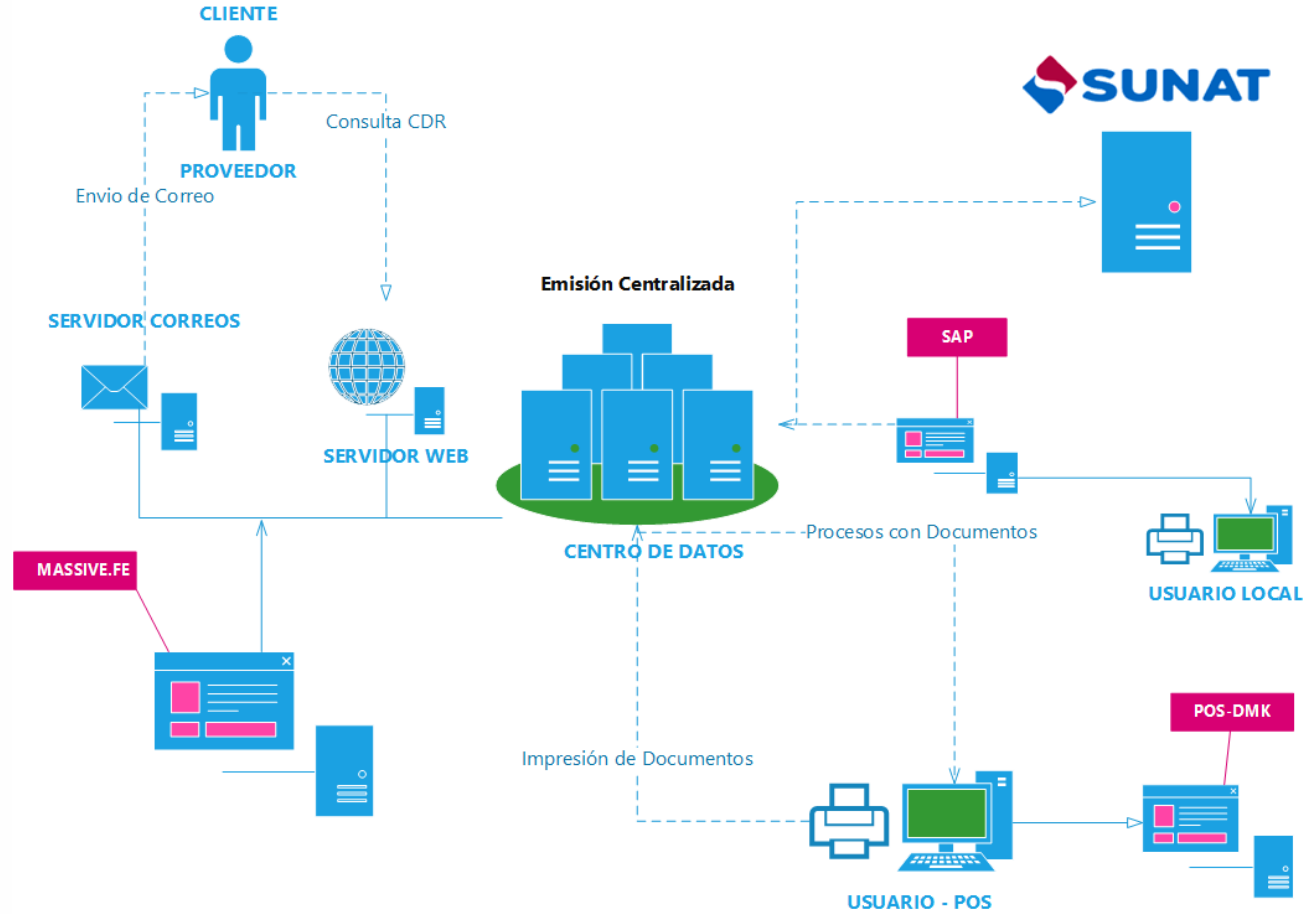 CLIENTE
SUNAT
Consulta CDR
PROVEEDOR
Envio de Correo
Emisión Centralizada
SERVIDOR CORREOS
SAP
SERVIDOR WEB
Procesos con Documentos
CENTRO DE DATOS
MASSIVE.FE
USUARIO LOCAL
POS-DMK
Impresión de Documentos
USUARIO - POS